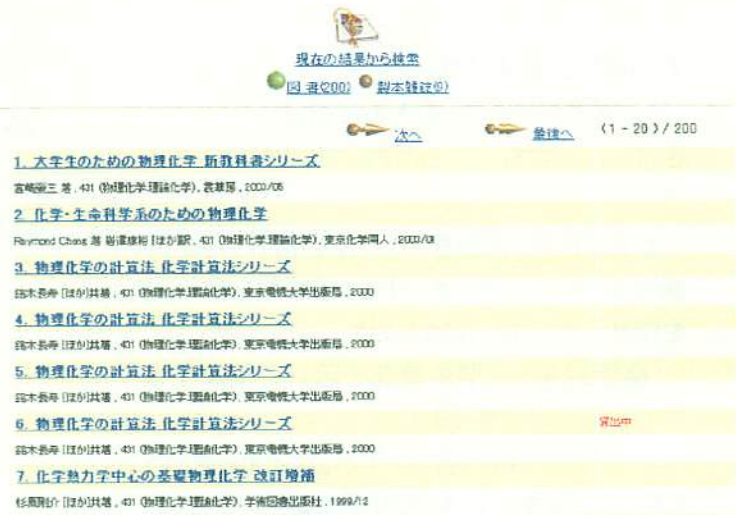 現在の結果から検索
図 書(200) 製本雑誌(9)
次へ 最後へ (1 - 20 ) / 200
1. 大学生のための物理化学 新教科書シリーズ
宮崎栄三 著, 431 (物理化学.理論化学), 裳華房, 2000/05
2. 化学・生命科学系のための物理化学
Raymond Chang 著 岩澤康裕 [ほか]訳, 431 (物理化学.理論化学), 東京化学同人, 2000/01
3. 物理化学の計算法 化学計算法シリーズ
鈴木長寿 [ほか]共著, 431 (物理化学.理論化学), 東京電機大学出版局, 2000
4. 物理化学の計算法 化学計算法シリーズ
鈴木長寿 [ほか]共著, 431 (物理化学.理論化学), 東京電機大学出版局, 2000
5. 物理化学の計算法 化学計算法シリーズ
鈴木長寿 [ほか]共著, 431 (物理化学.理論化学), 東京電機大学出版局, 2000
6. 物理化学の計算法 化学計算法シリーズ 貸出中
鈴木長寿 [ほか]共著, 431 (物理化学.理論化学), 東京電機大学出版局, 2000
7. 化学熱力学中心の基礎物理化学 改訂増補
杉原剛介 [ほか]共著, 431 (物理化学.理論化学), 学術図書出版社, 1999/12